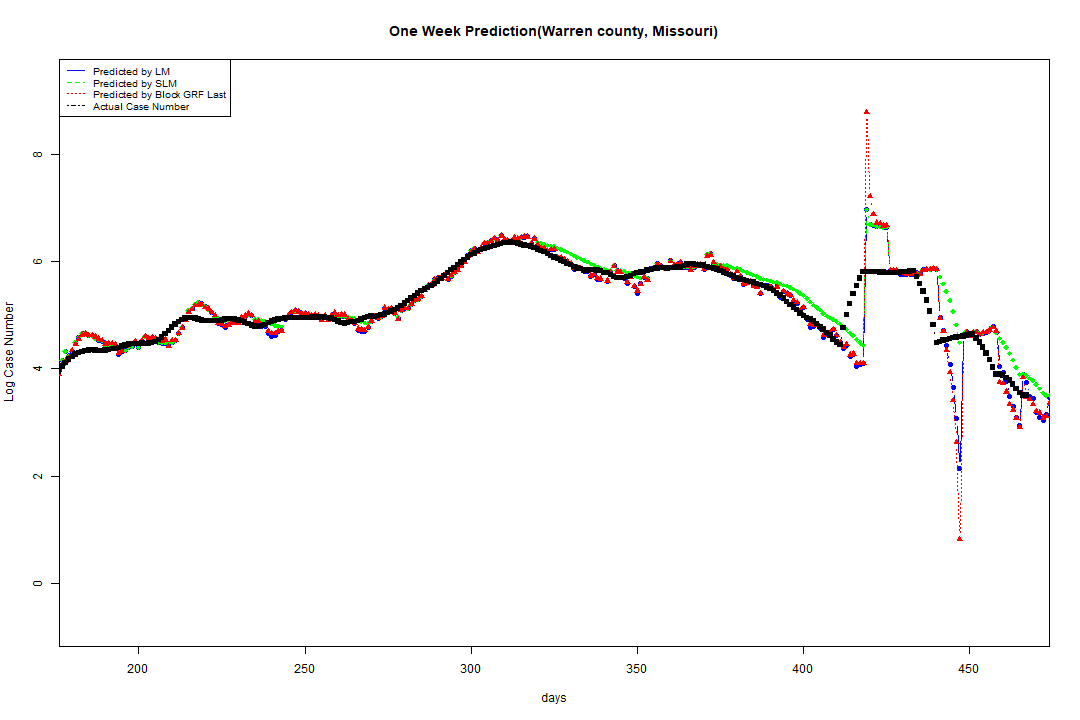 One Week Prediction(Warren county, Missouri)
Predicted by LM
Predicted by SLM
Predicted by Block GRF Last
Actual Case Number
Log Case Number
8
6
4
2
0
200 250 300 350 400 450
days